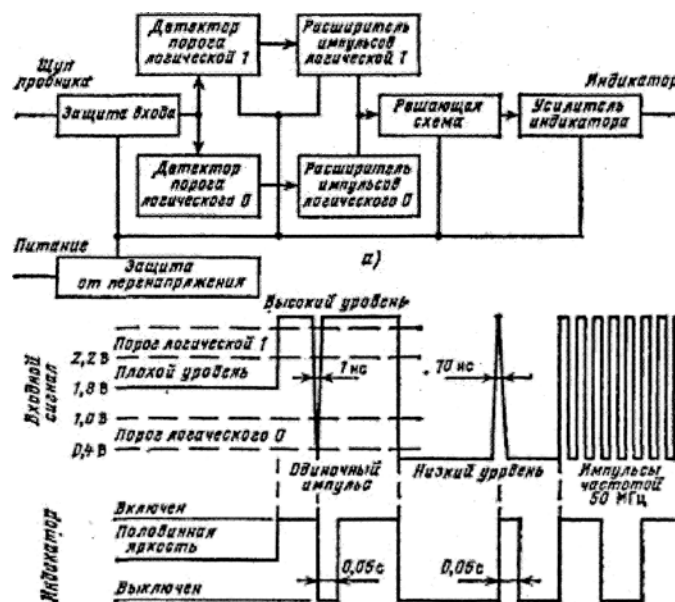 Щуп
пробника
Защита входа
Детектор
порога
логической 1
Расширитель
импульсов
логической 1
Детектор
порога
логического 0
Расширитель
импульсов
логического 0
Решающая
схема
Усилитель
индикатора
Индикатор
Питание
Защита
от перенапряжения
а)
Высокий уровень
Входной
сигнал
Порог логической 1
2,2 В
Плохой уровень
1,8 В
1,0 В
Порог логического 0
0,4 В
1 нс
10 нс
Одиночный
импульс
Низкий уровень
Импульсы
частотой
50 МГц
Индикатор
Включен
Половинная
яркость
Выключен
0,05 с
0,05 с